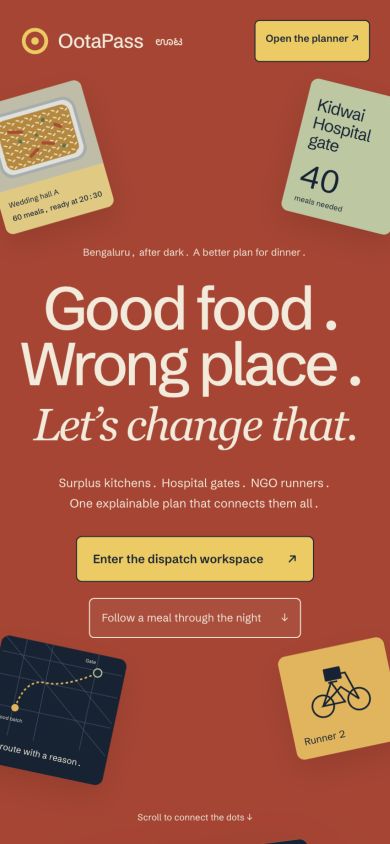 OotaPass ಊಟ
Open the planner ↗
Wedding hall A
60 meals, ready at 20:30
Kidwai
Hospital
gate
40
meals needed
Bengaluru, after dark. A better plan for dinner.
Good food.
Wrong place.
Let's change that.
Surplus kitchens. Hospital gates. NGO runners.
One explainable plan that connects them all.
Enter the dispatch workspace ↗
Follow a meal through the night ↓
Gate
batch
route with a reason.
Runner 2
Scroll to connect the dots ↓